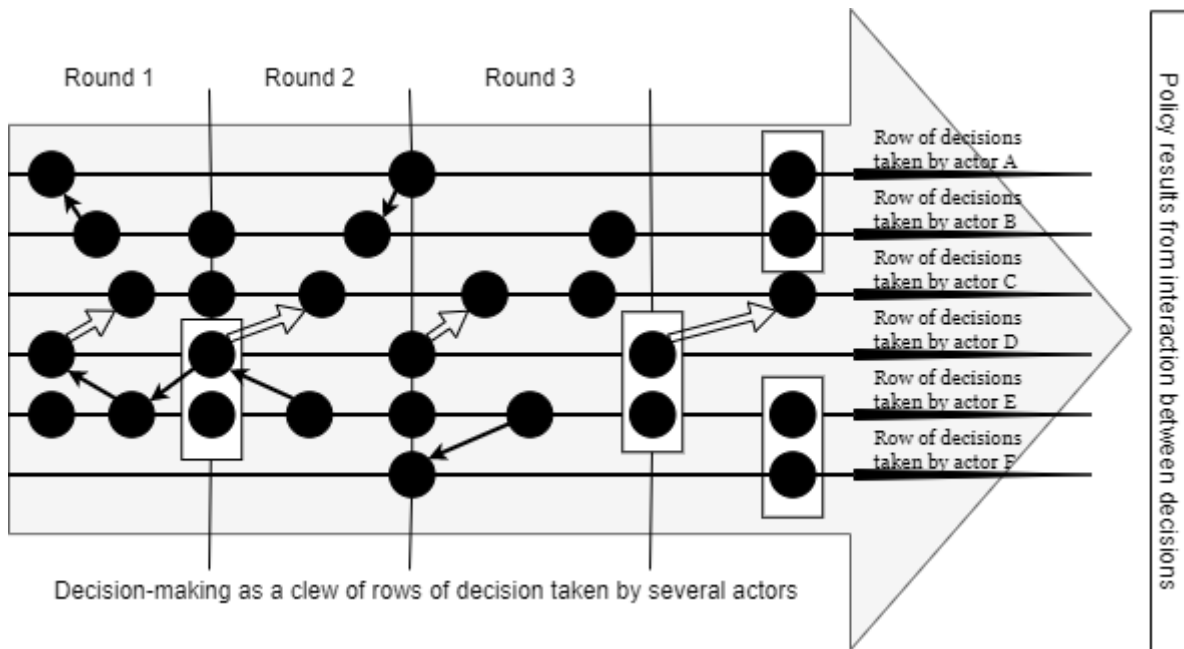 Round 1
Round 2
Round 3
Row of decisions
taken by actor A
Row of decisions
taken by actor B
Row of decisions
taken by actor C
Row of decisions
taken by actor D
Row of decisions
taken by actor E
Row of decisions
taken by actor F
Decision-making as a clew of rows of decision taken by several actors
Policy results from interaction between decisions